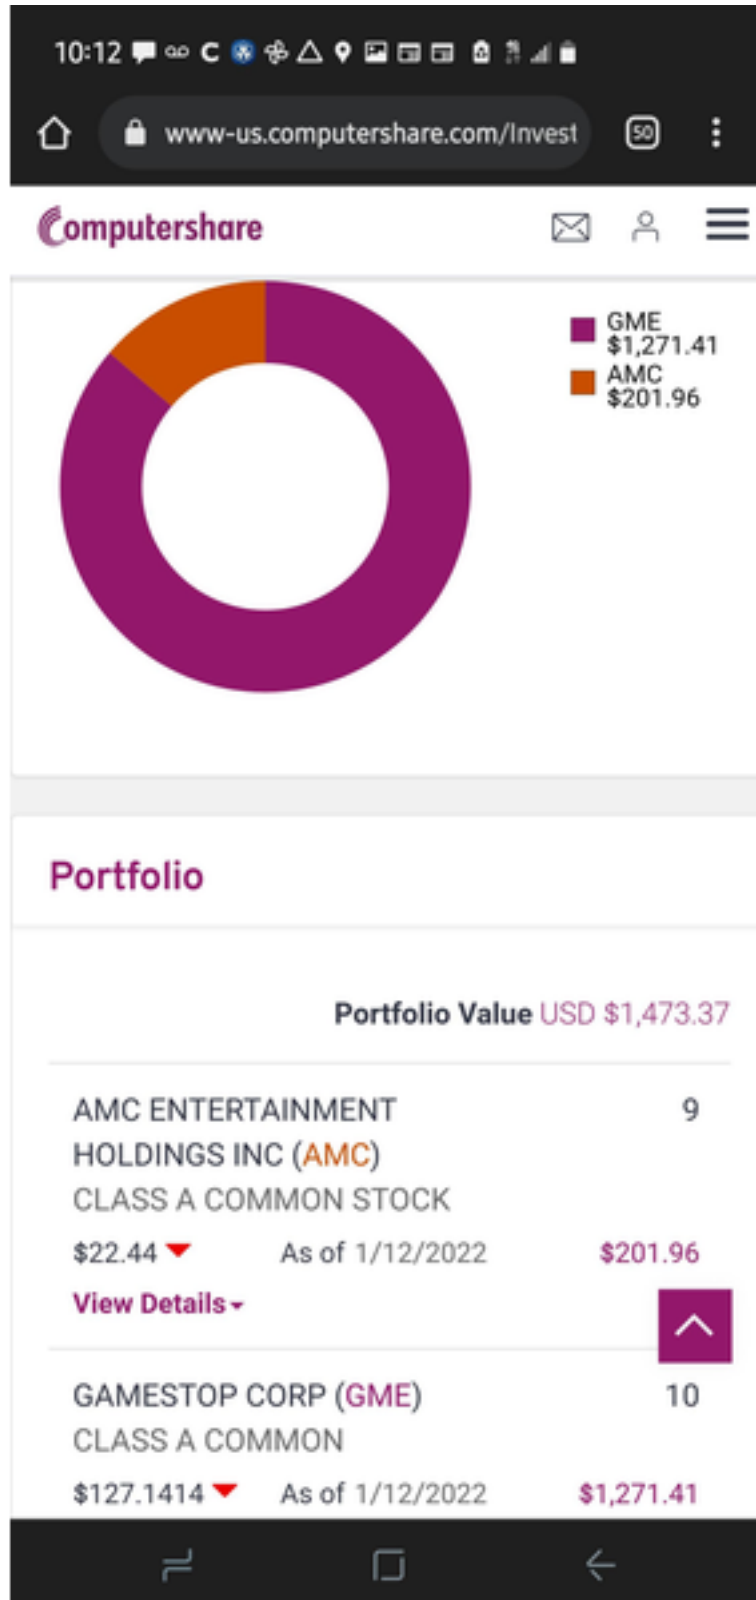 10:12
www-us.computershare.com/Invest
50
Computershare
GME
$1,271.41
AMC
$201.96
Portfolio
Portfolio Value USD $1,473.37
AMC ENTERTAINMENT 9
HOLDINGS INC (AMC)
CLASS A COMMON STOCK
$22.44 As of 1/12/2022 $201.96
View Details
GAMESTOP CORP (GME) 10
CLASS A COMMON
$127.1414 As of 1/12/2022 $1,271.41